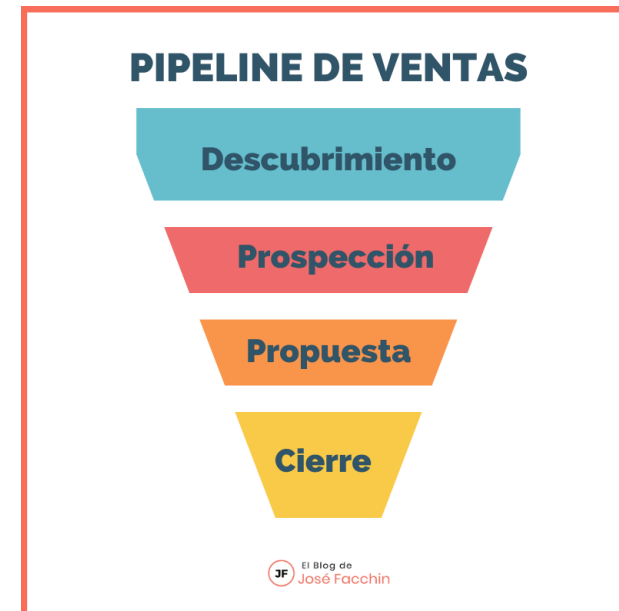 PIPELINE DE VENTAS
Descubrimiento
Prospección
Propuesta
Cierre
JF
El Blog de
José Facchin